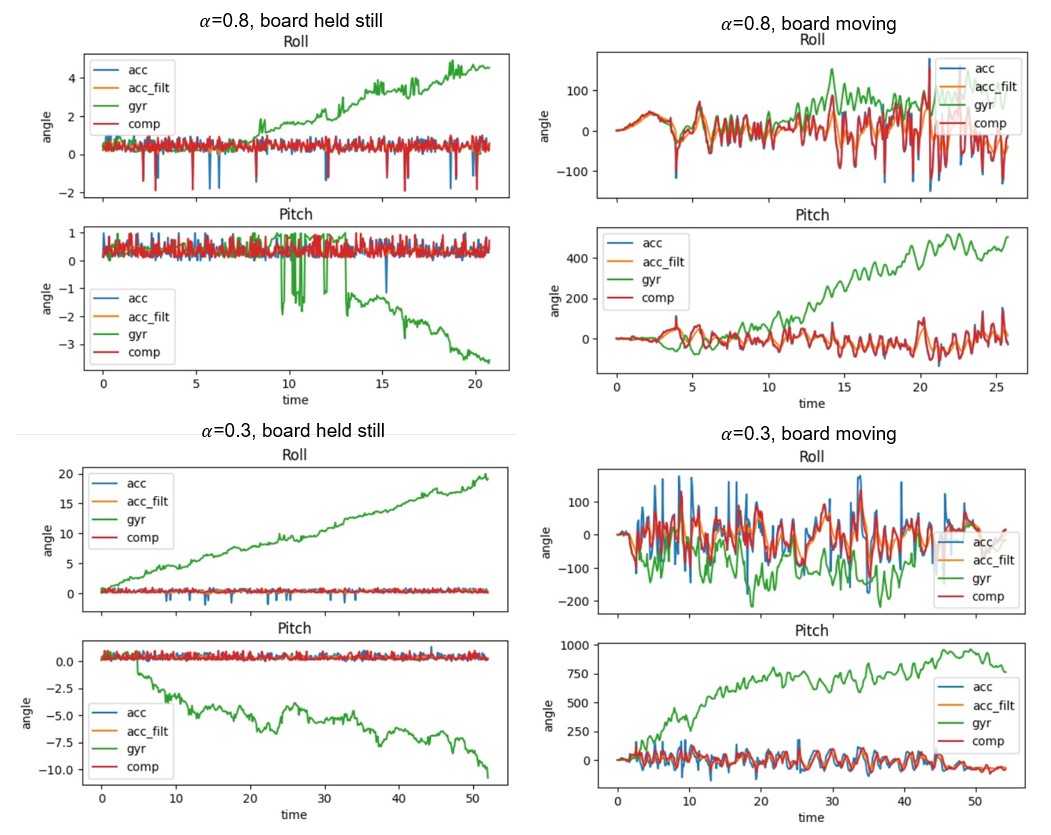 α=0.8, board held still
Roll
4
2
0
−2
angle
acc
acc_filt
gyr
comp
Pitch
1
0
−1
−2
−3
angle
acc
acc_filt
gyr
comp
0 5 10 15 20
time
α=0.8, board moving
Roll
100
0
−100
angle
acc
acc_filt
gyr
comp
Pitch
400
200
0
angle
acc
acc_filt
gyr
comp
0 5 10 15 20 25
time
α=0.3, board held still
Roll
20
15
10
5
0
angle
acc
acc_filt
gyr
comp
Pitch
0.0
−2.5
−5.0
−7.5
−10.0
angle
acc
acc_filt
gyr
comp
0 10 20 30 40 50
time
α=0.3, board moving
Roll
100
0
−100
−200
angle
acc
acc_filt
gyr
comp
Pitch
1000
750
500
250
0
angle
acc
acc_filt
gyr
comp
0 10 20 30 40 50
time